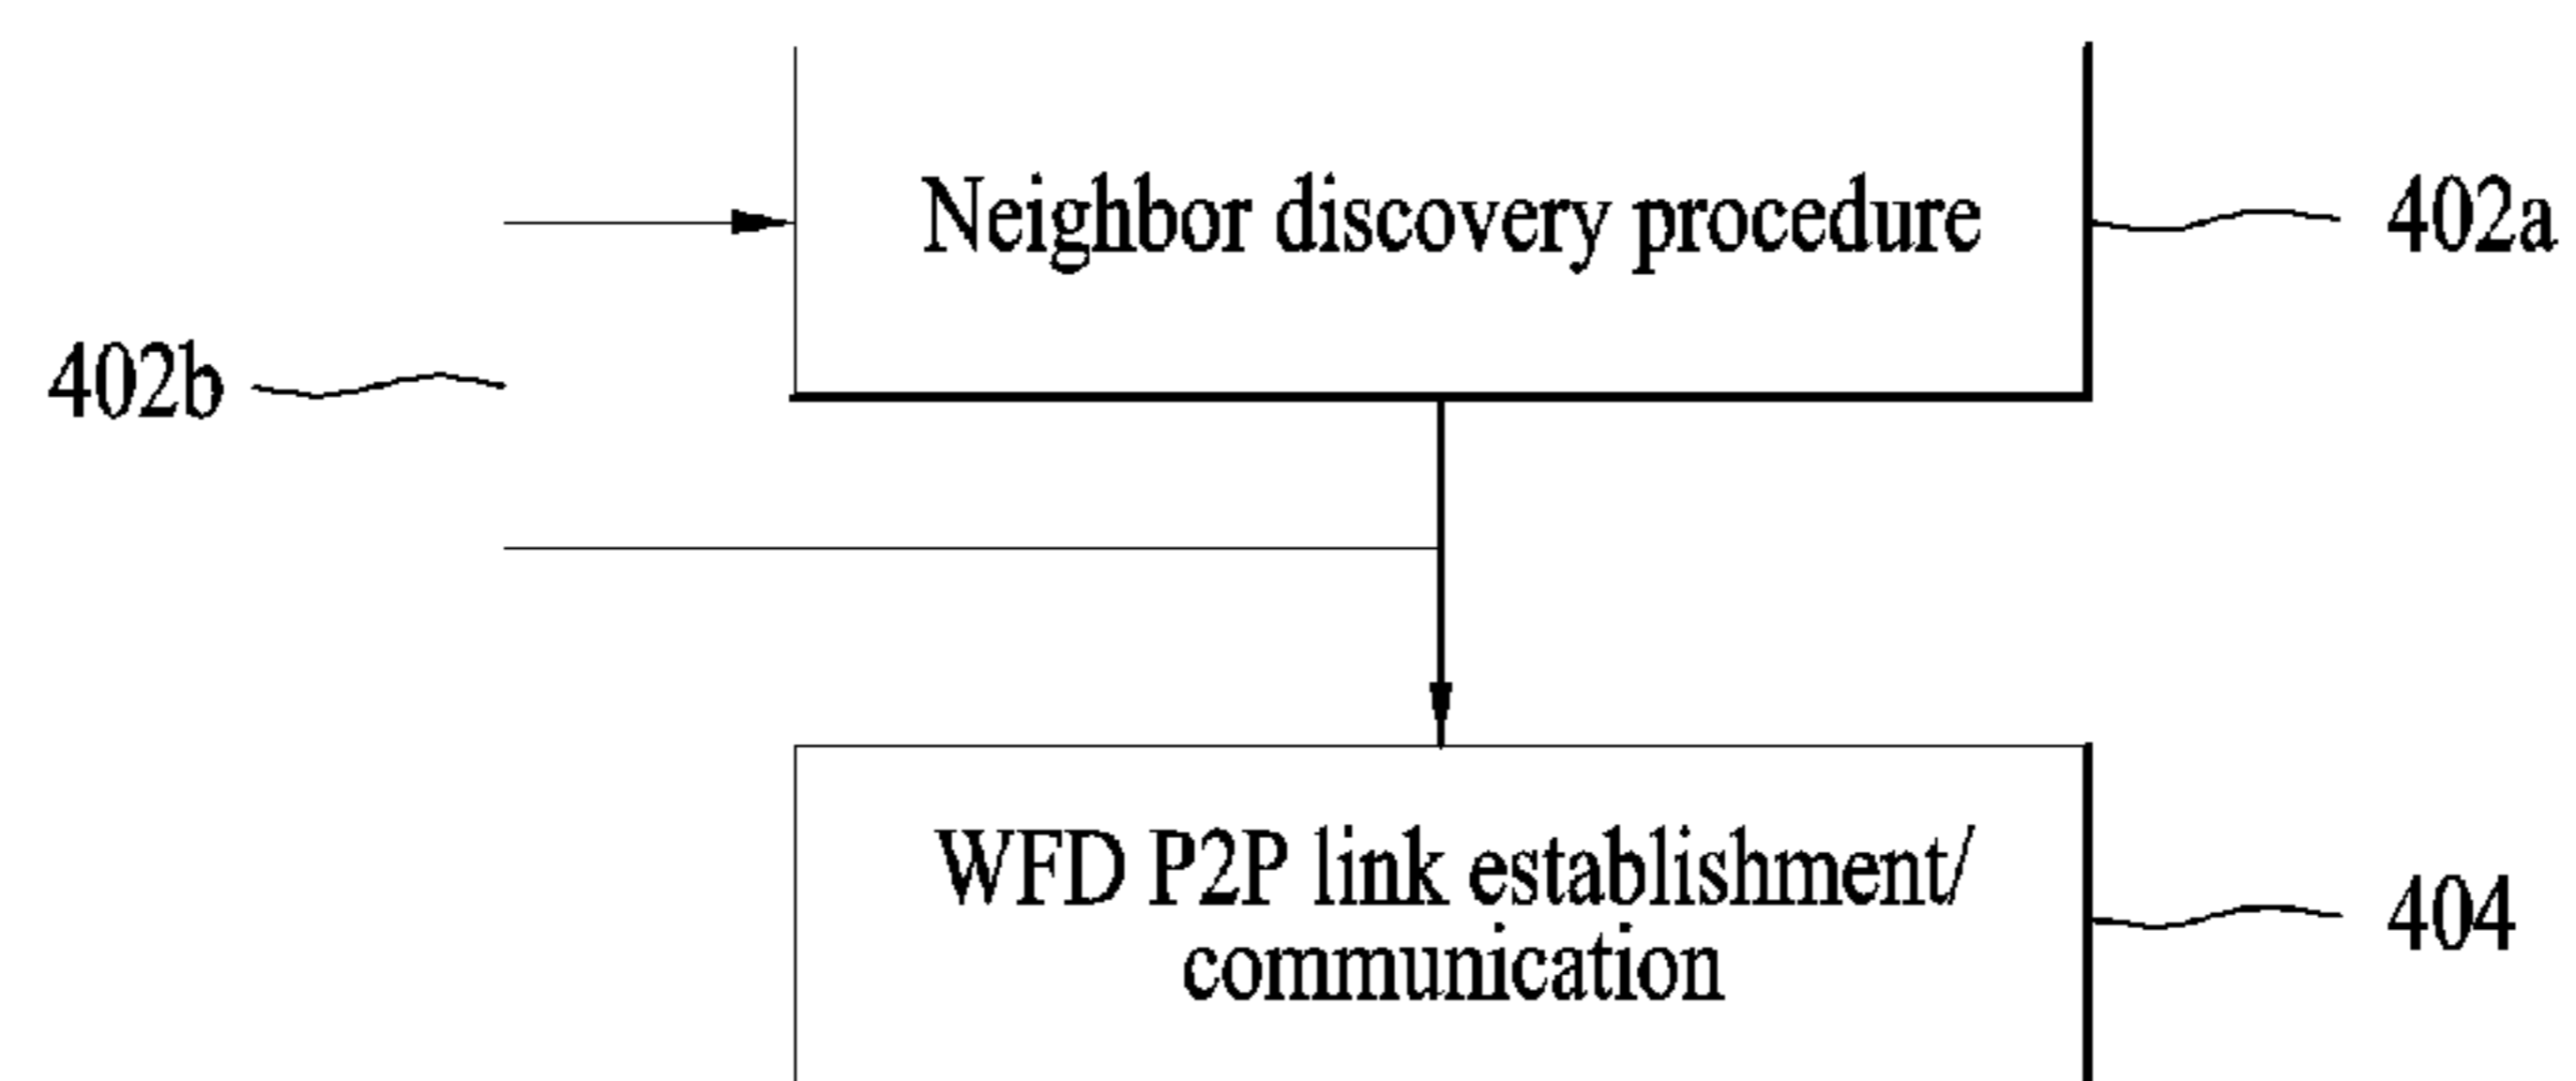 Neighbor discovery procedure
402a
402b
WFD P2P link establishment/
communication
404